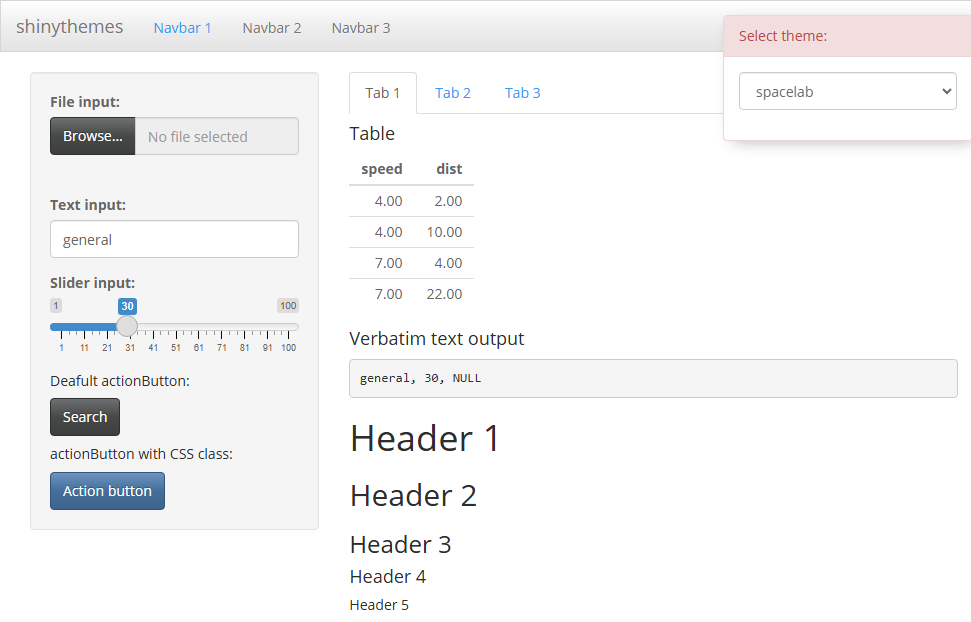 shinythemes Navbar 1 Navbar 2 Navbar 3
Select theme:
spacelab
File input:
Browse... No file selected
Text input:
general
Slider input:
1 30 100
1 11 21 31 41 51 61 71 81 91 100
Deafult actionButton:
Search
actionButton with CSS class:
Action button
Tab 1 Tab 2 Tab 3
Table
speed dist
4.00 2.00
4.00 10.00
7.00 4.00
7.00 22.00
Verbatim text output
general, 30, NULL
Header 1
Header 2
Header 3
Header 4
Header 5